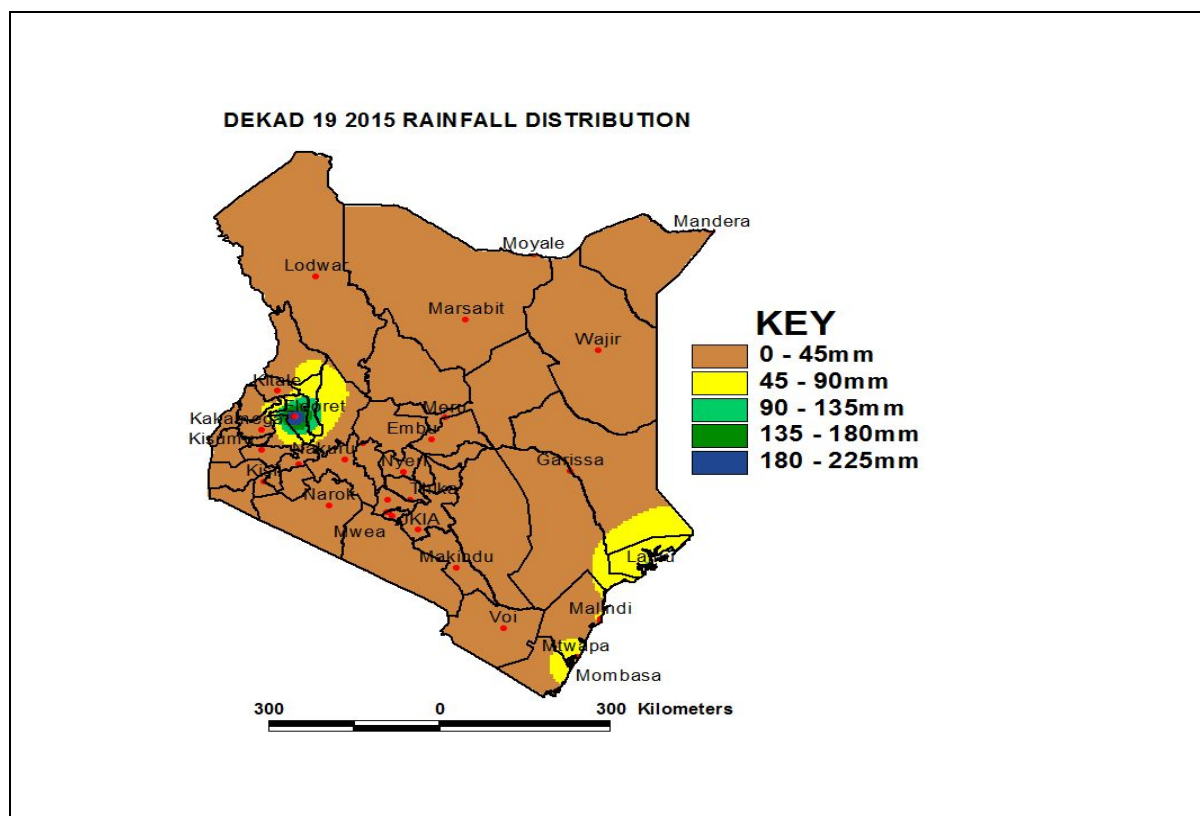 DEKAD 19 2015 RAINFALL DISTRIBUTION
Mandera
Moyale
Lodwar
Marsabit
Wajir
KEY
0 - 45mm
45 - 90mm
90 - 135mm
135 - 180mm
180 - 225mm
Kitale
Eldoret
Kakamega
Meru
Embu
Kisumu
Nakuru
Nyeri
Garissa
Kisii
Narok
Thika
JKIA
Mwea
Makindu
Lamu
Malindi
Voi
Mtwapa
Mombasa
300 0 300 Kilometers